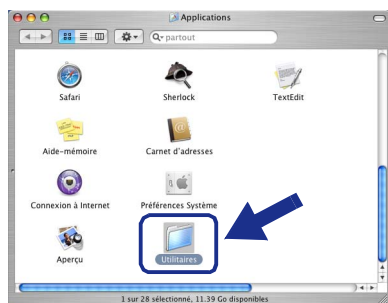 Applications
partout
Safari
Sherlock
TextEdit
Aide-mémoire
Carnet d'adresses
Connexion à Internet
Préférences Système
Aperçu
Utilitaires
1 sur 28 sélectionné, 11.39 Go disponibles